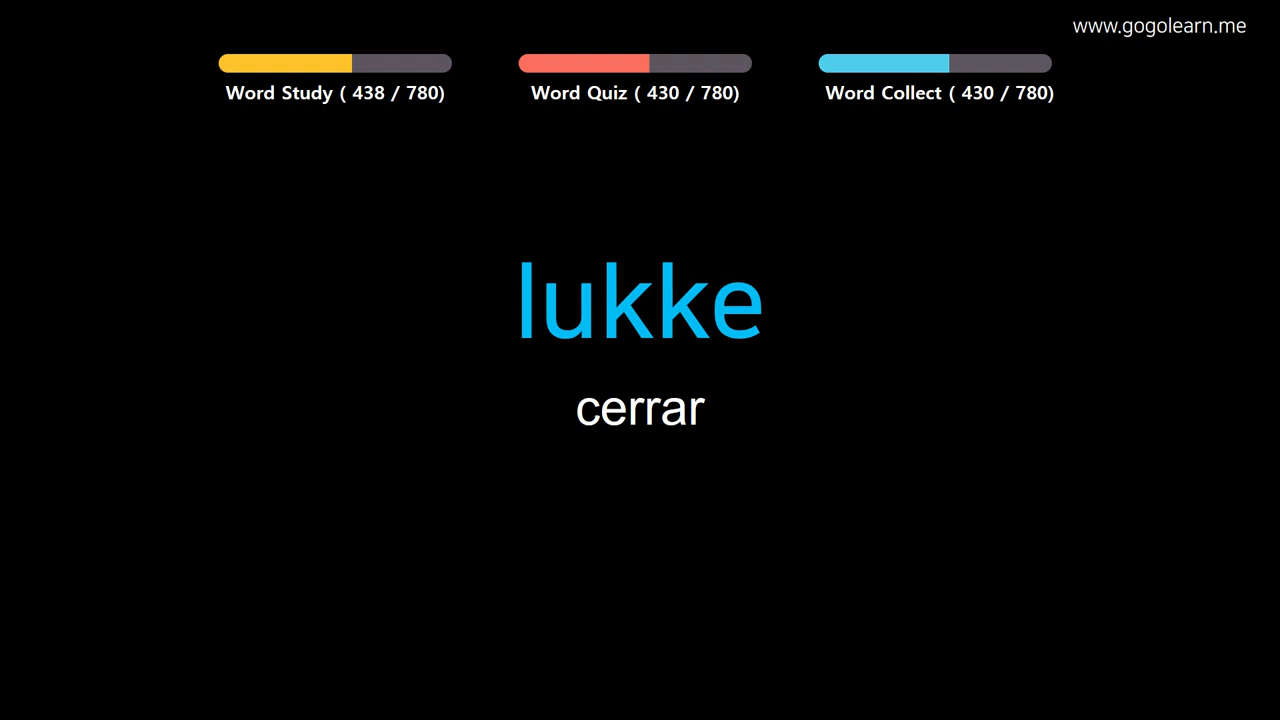 www.gogolearn.me
Word Study ( 438 / 780)
Word Quiz ( 430 / 780)
Word Collect ( 430 / 780)
lukke
cerrar